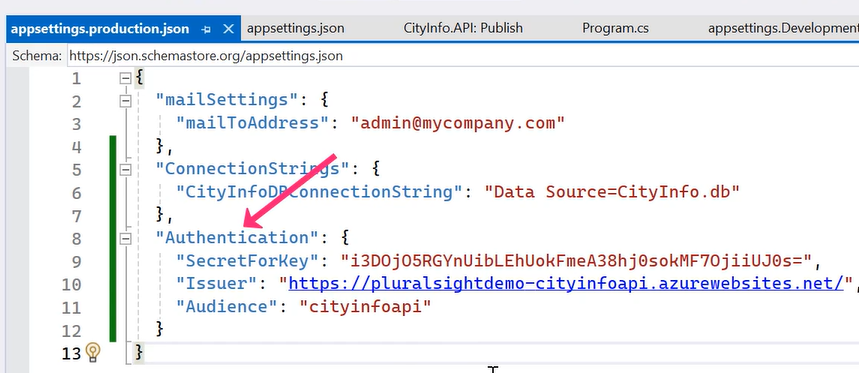 appsettings.production.json appsettings.json CityInfo.API: Publish Program.cs appsettings.Development
Schema: https://json.schemastore.org/appsettings.json
1 {
2 "mailSettings": {
3 "mailToAddress": "admin@mycompany.com"
4 },
5 "ConnectionStrings": {
6 "CityInfoDBConnectionString": "Data Source=CityInfo.db"
7 },
8 "Authentication": {
9 "SecretForKey": "i3DOjO5RGYnUibLEhUokFmeA38hj0sokMF7OjiiUJ0s=",
10 "Issuer": "https://pluralsightdemo-cityinfoapi.azurewebsites.net/",
11 "Audience": "cityinfoapi"
12 }
13 }